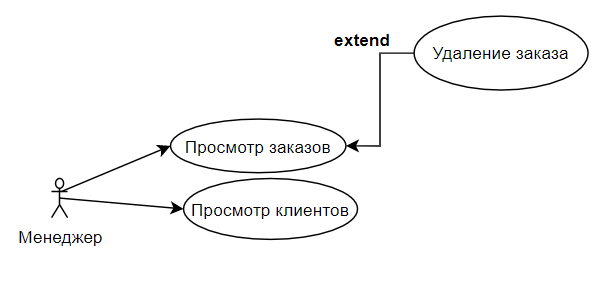 extend
Удаление заказа
Просмотр заказов
Просмотр клиентов
Менеджер